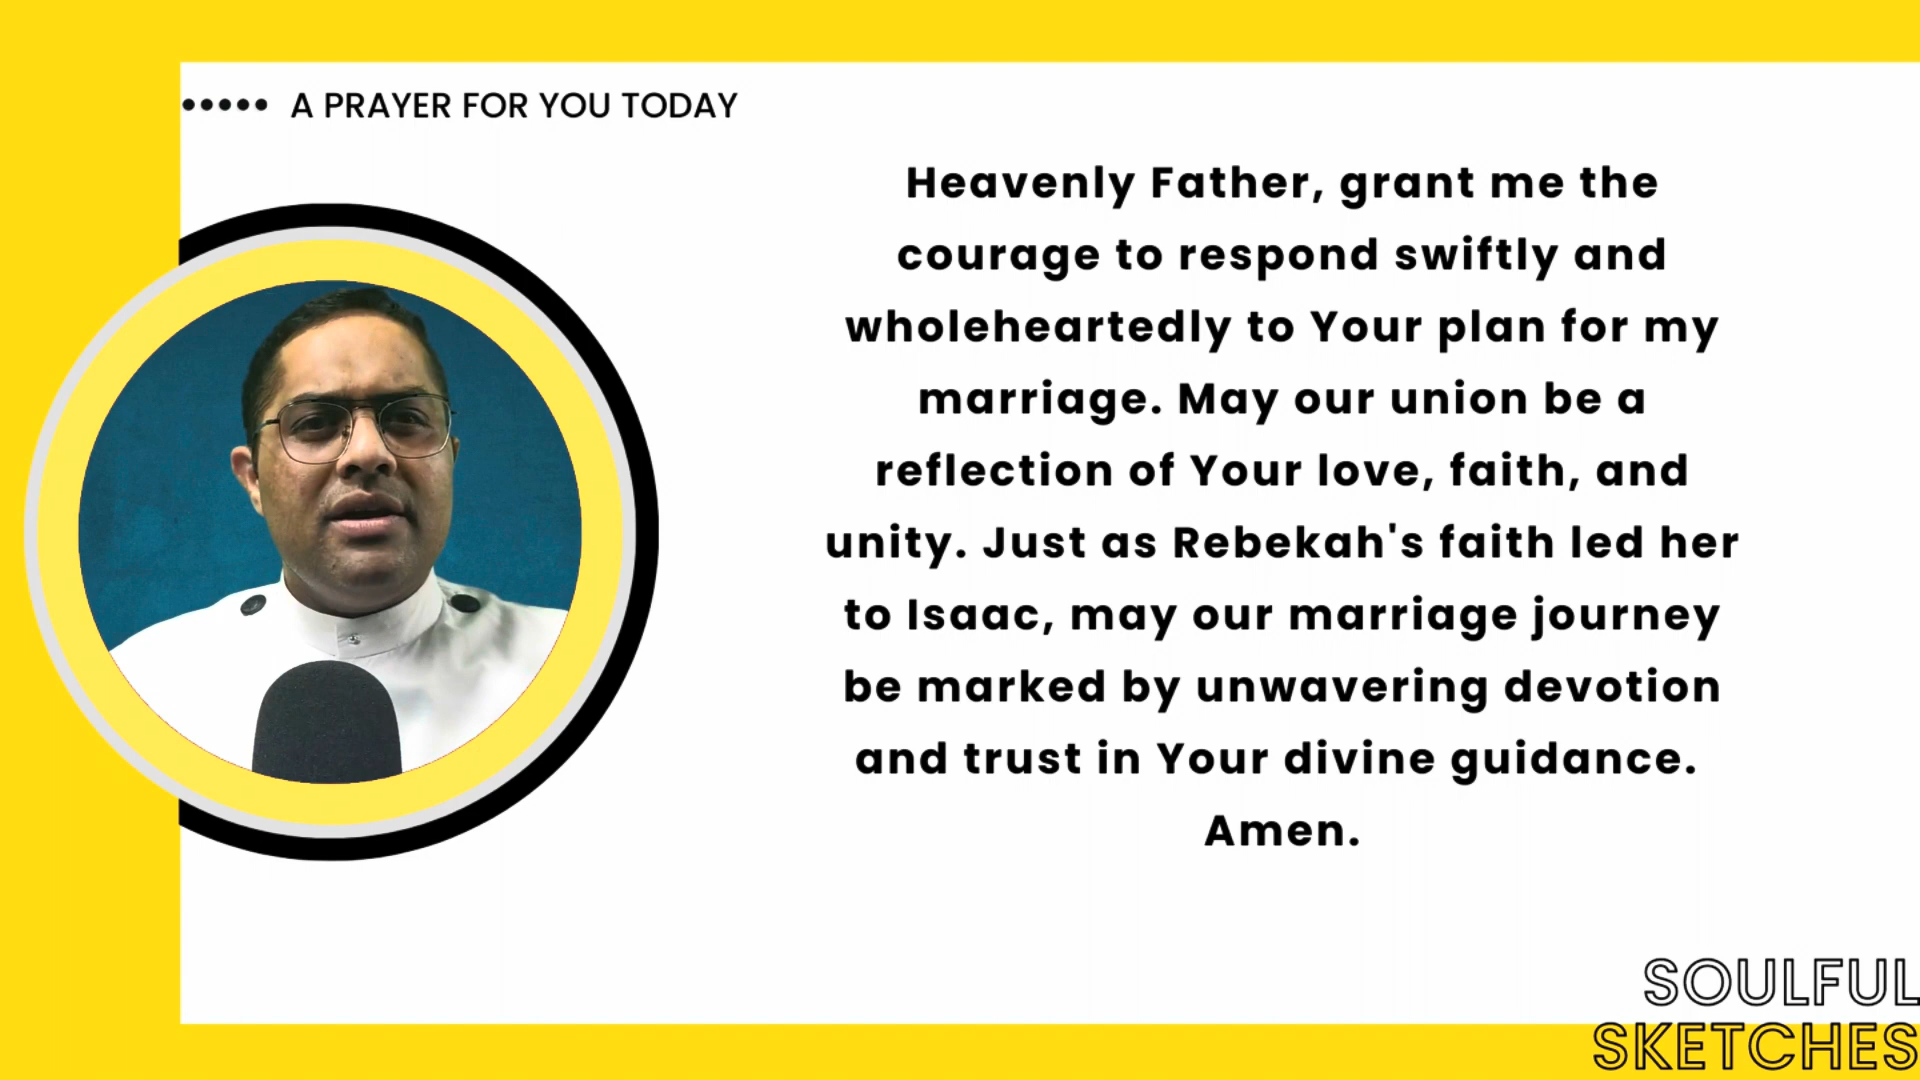 A PRAYER FOR YOU TODAY
Heavenly Father, grant me the
courage to respond swiftly and
wholeheartedly to Your plan for my
marriage. May our union be a
reflection of Your love, faith, and
unity. Just as Rebekah's faith led her
to Isaac, may our marriage journey
be marked by unwavering devotion
and trust in Your divine guidance.
Amen.
SOULFUL
SKETCHES